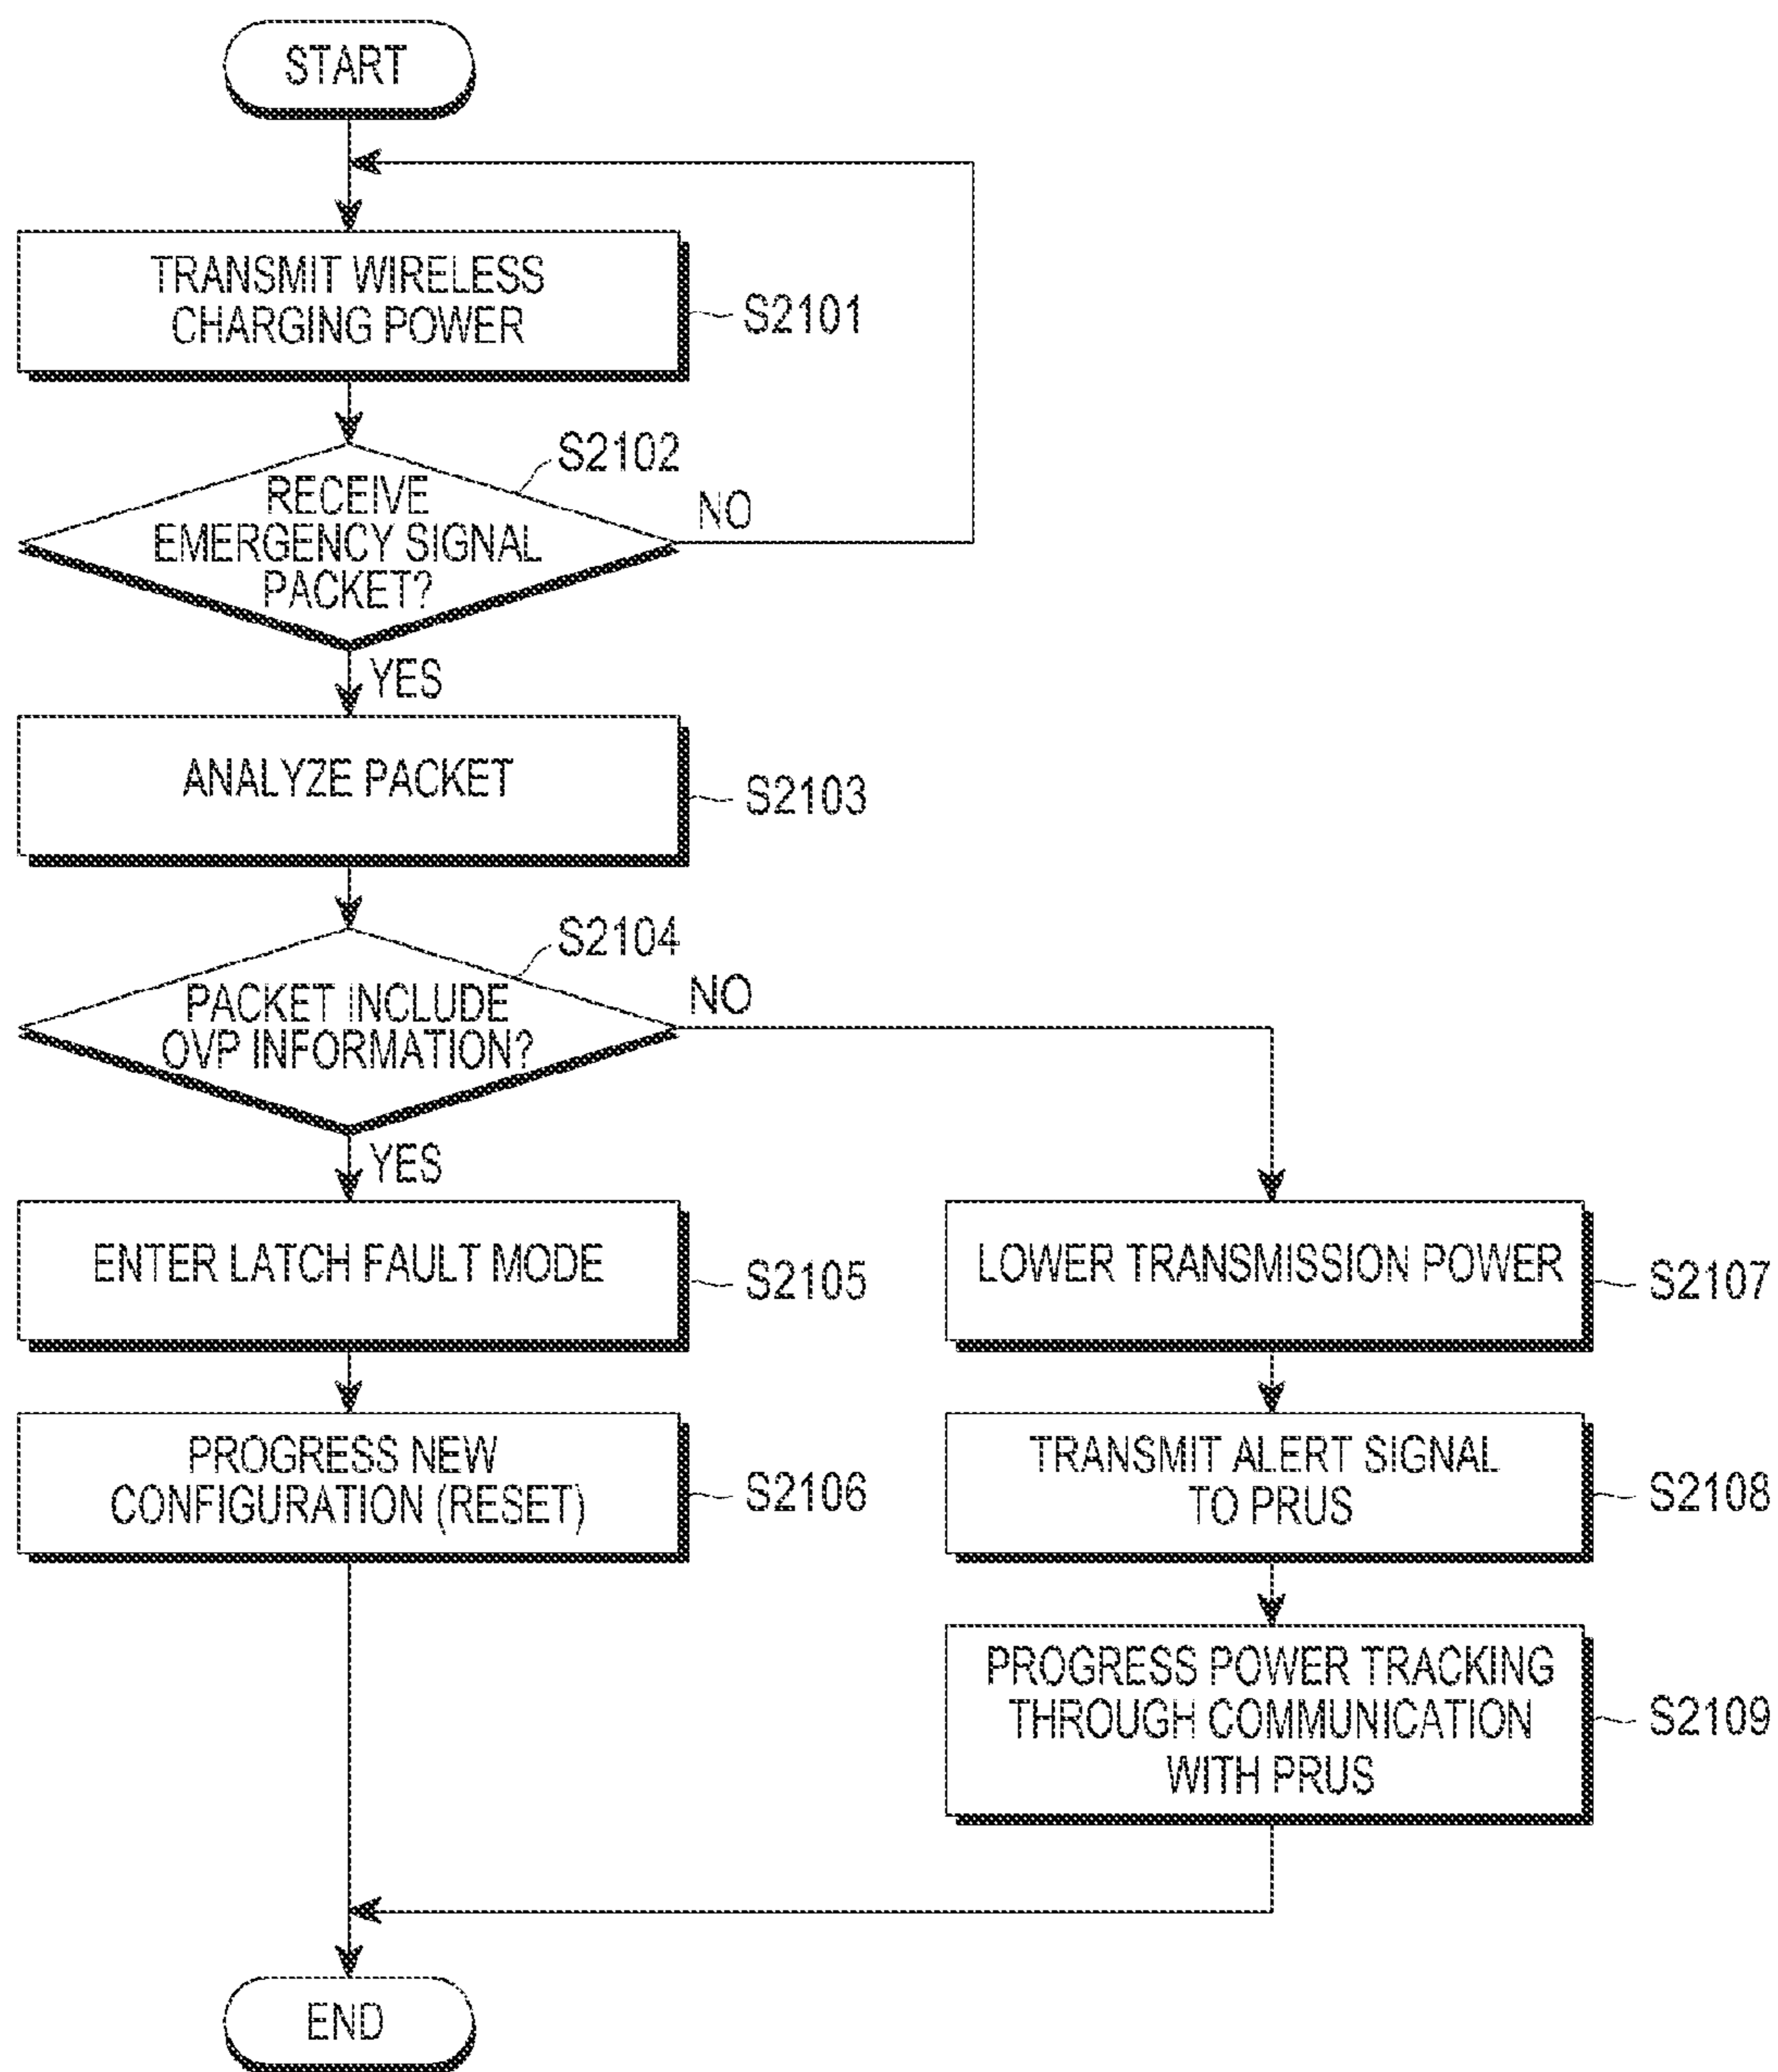 START
TRANSMIT WIRELESS
CHARGING POWER
S2101
S2102
RECEIVE
EMERGENCY SIGNAL
PACKET?
NO
YES
ANALYZE PACKET
S2103
S2104
PACKET INCLUDE
OVP INFORMATION?
NO
YES
ENTER LATCH FAULT MODE
S2105
LOWER TRANSMISSION POWER
S2107
PROGRESS NEW
CONFIGURATION (RESET)
S2106
TRANSMIT ALERT SIGNAL
TO PRUS
S2108
PROGRESS POWER TRACKING
THROUGH COMMUNICATION
WITH PRUS
S2109
END